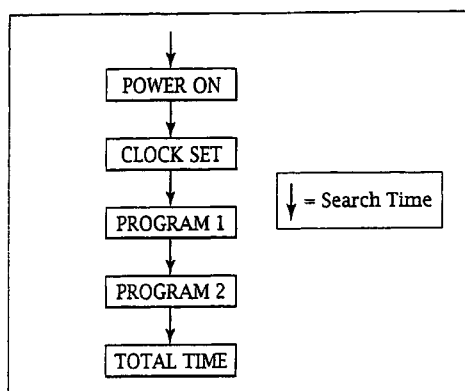 POWER ON
CLOCK SET
PROGRAM 1
↓ = Search Time
PROGRAM 2
TOTAL TIME